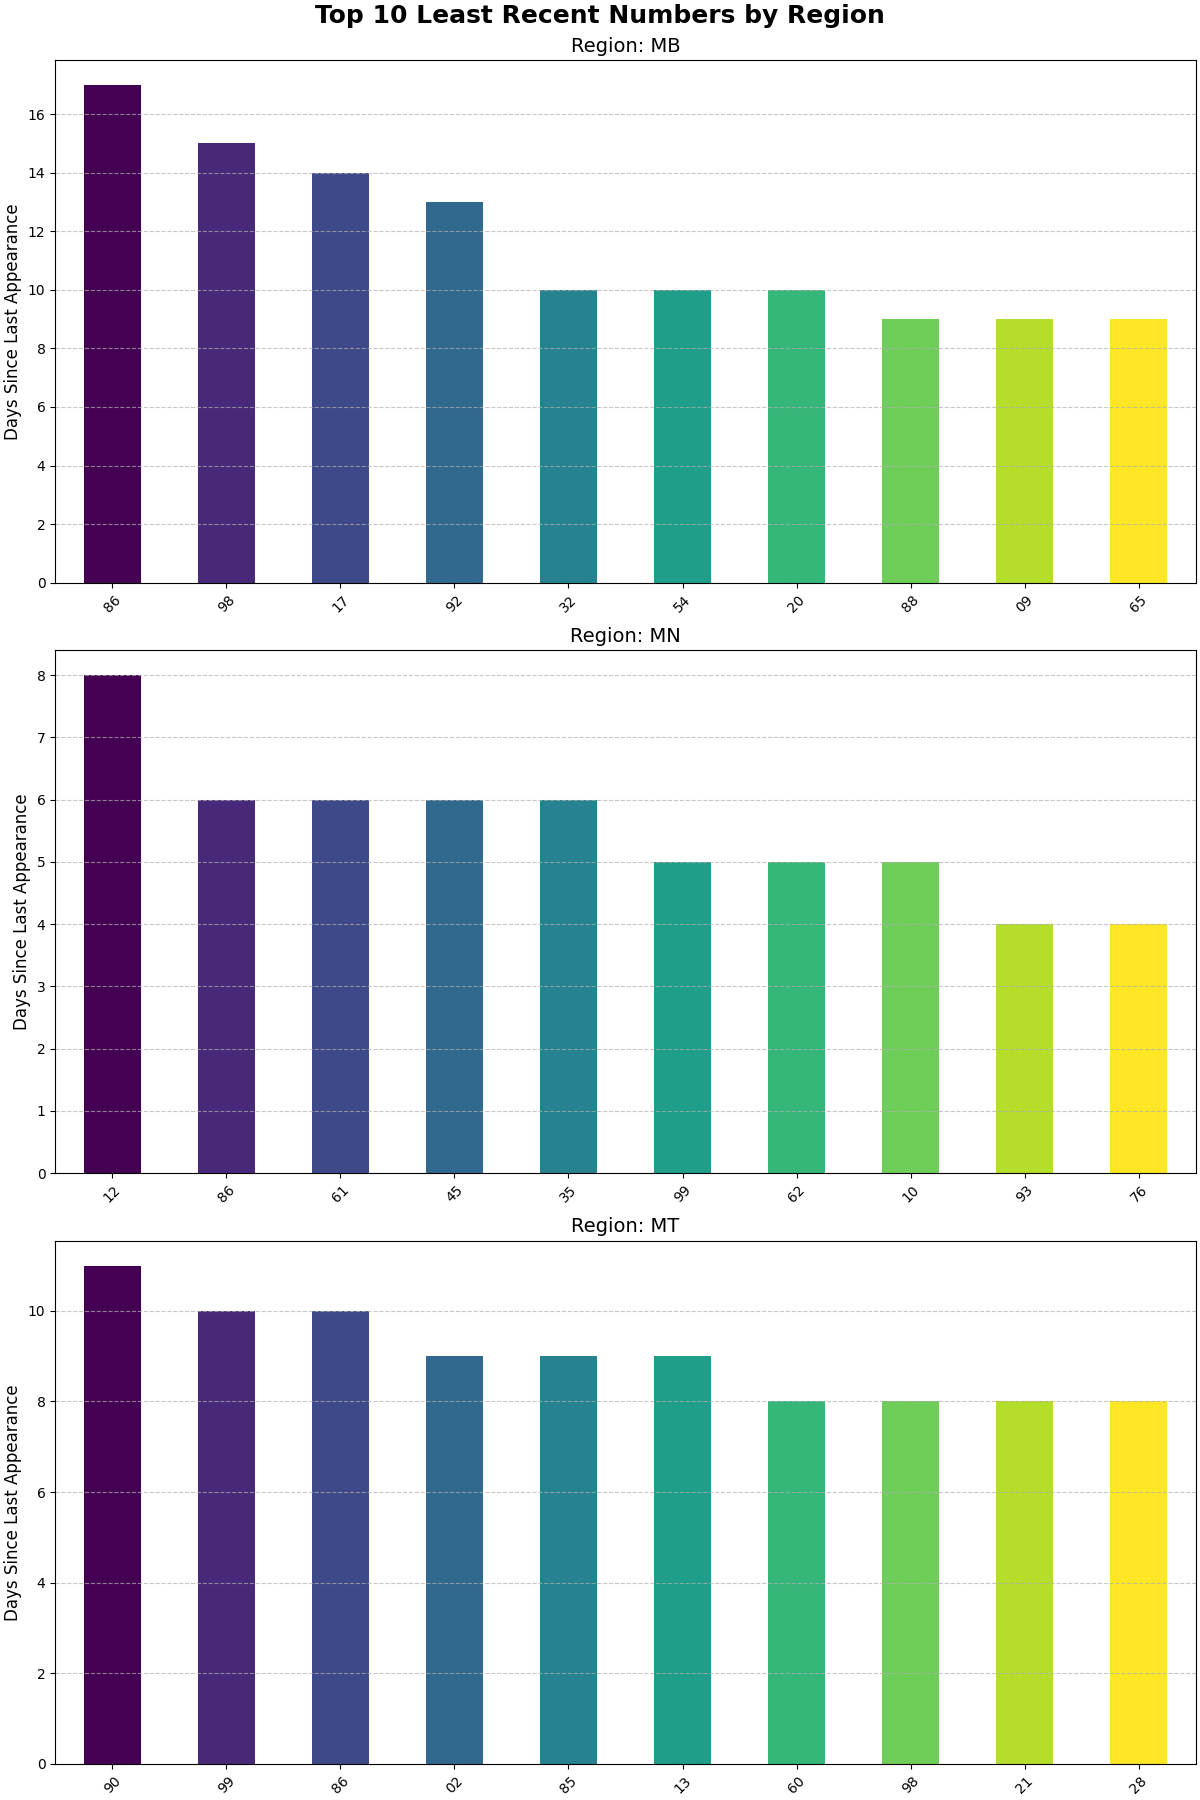 Top 10 Least Recent Numbers by Region
Region: MB
Days Since Last Appearance
16
14
12
10
8
6
4
2
0
86 98 17 92 32 54 20 88 09 65
Region: MN
Days Since Last Appearance
8
7
6
5
4
3
2
1
0
12 86 61 45 35 99 62 10 93 76
Region: MT
Days Since Last Appearance
10
8
6
4
2
0
90 99 86 02 85 13 60 98 21 28